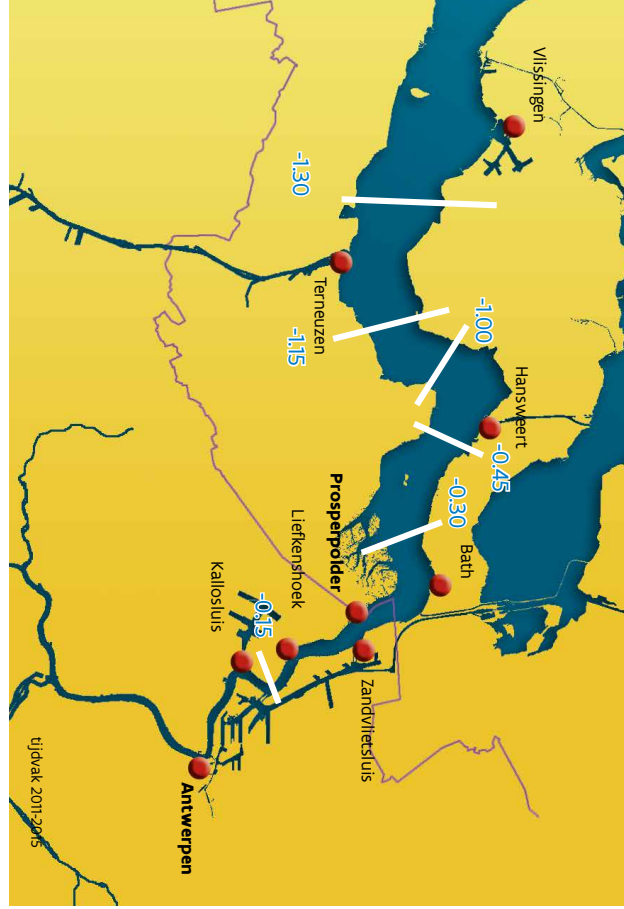 Vlissingen
-1.30
Terneuzen
-1.15
-1.00
Hansweert
-0.45
-0.30
Bath
Prosperpolder
Liefkenshoek
Zandvlietsluis
Kallosluis
-0.15
Antwerpen
tijdvak 2011-2015